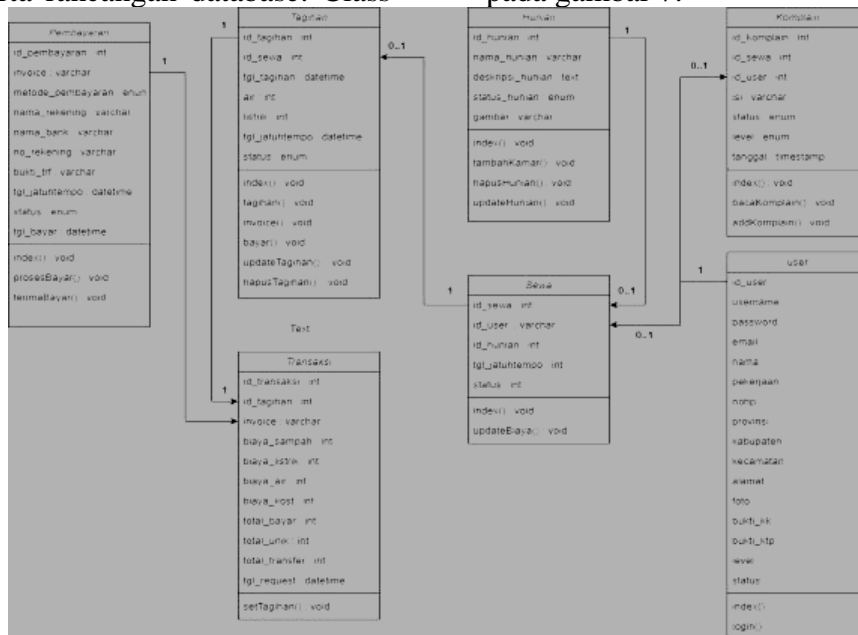 rancangan database. Class
pada gambar 7.
Pembayaran
id_pembayaran int
invoice varchar
metode_pembayaran enum
nama_rekening varchar
nama_bank varchar
no_rekening varchar
bukti_trf varchar
tgl_jatuhtempo datetime
status enum
tgl_bayar datetime
index() void
prosesBayar() void
terimaBayar() void
1
Tagihan
id_tagihan int
id_sewa int
tgl_tagihan datetime
air int
listrik int
tgl_jatuhtempo datetime
status enum
index() void
tagihan() void
invoice() void
bayar() void
updateTagihan() void
hapusTagihan() void
1
0..1
Text
Transaksi
id_transaksi int
id_tagihan int
invoice varchar
biaya_sampah int
biaya_listrik int
biaya_air int
biaya_kost int
total_bayar int
total_unik int
total_transfer int
tgl_request datetime
setTagihan() void
1
1
Hunian
id_hunian int
nama_hunian varchar
deskripsi_hunian text
status_hunian enum
gambar varchar
index() void
tambahKamar() void
hapusHunian() void
updateHunian() void
1
Sewa
id_sewa int
id_user varchar
id_hunian int
tgl_jatuhtempo int
status int
index() void
updateBiaya() void
1
0..1
0..1
Komplain
id_komplain int
id_sewa int
id_user int
isi varchar
status enum
level enum
tanggal timestamp
index() void
bacaKomplain() void
addKomplain() void
0..1
user
id_user
username
password
email
nama
pekerjaan
nohp
provinsi
kabupaten
kecamatan
alamat
foto
bukti_kk
bukti_ktp
level
status
index()
login()
1